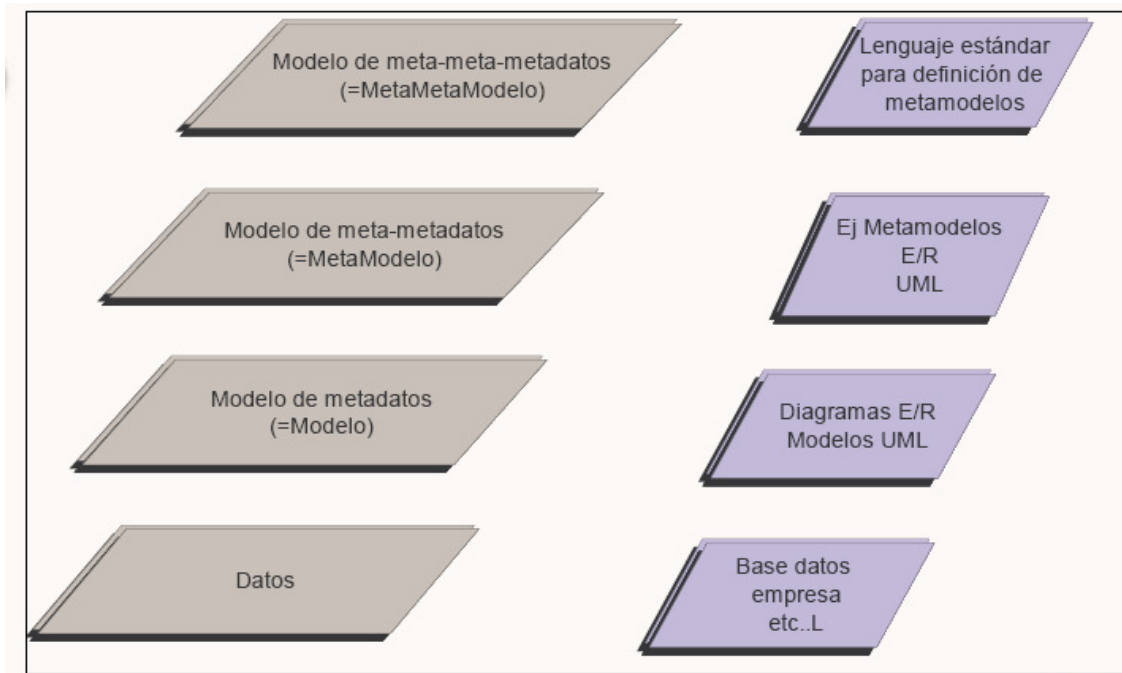 Modelo de meta-meta-metadatos
(=MetaMetaModelo)
Lenguaje estándar
para definición de
metamodelos
Modelo de meta-metadatos
(=MetaModelo)
Ej Metamodelos
E/R
UML
Modelo de metadatos
(=Modelo)
Diagramas E/R
Modelos UML
Datos
Base datos
empresa
etc..L